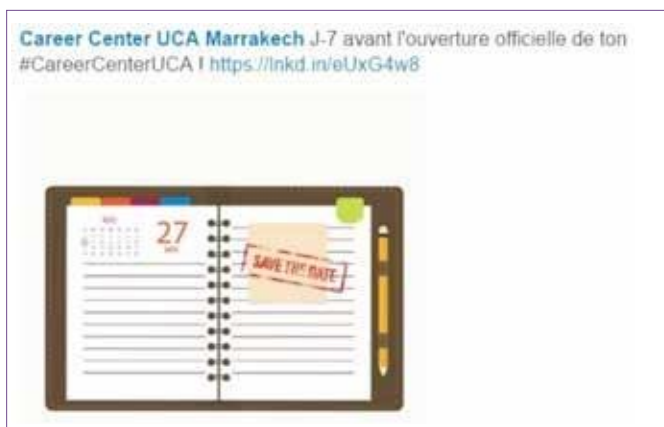 Career Center UCA Marrakech J-7 avant l'ouverture officielle de ton
#CareerCenterUCA ! https://lnkd.in/eUxG4w8
27
SAVE THE DATE